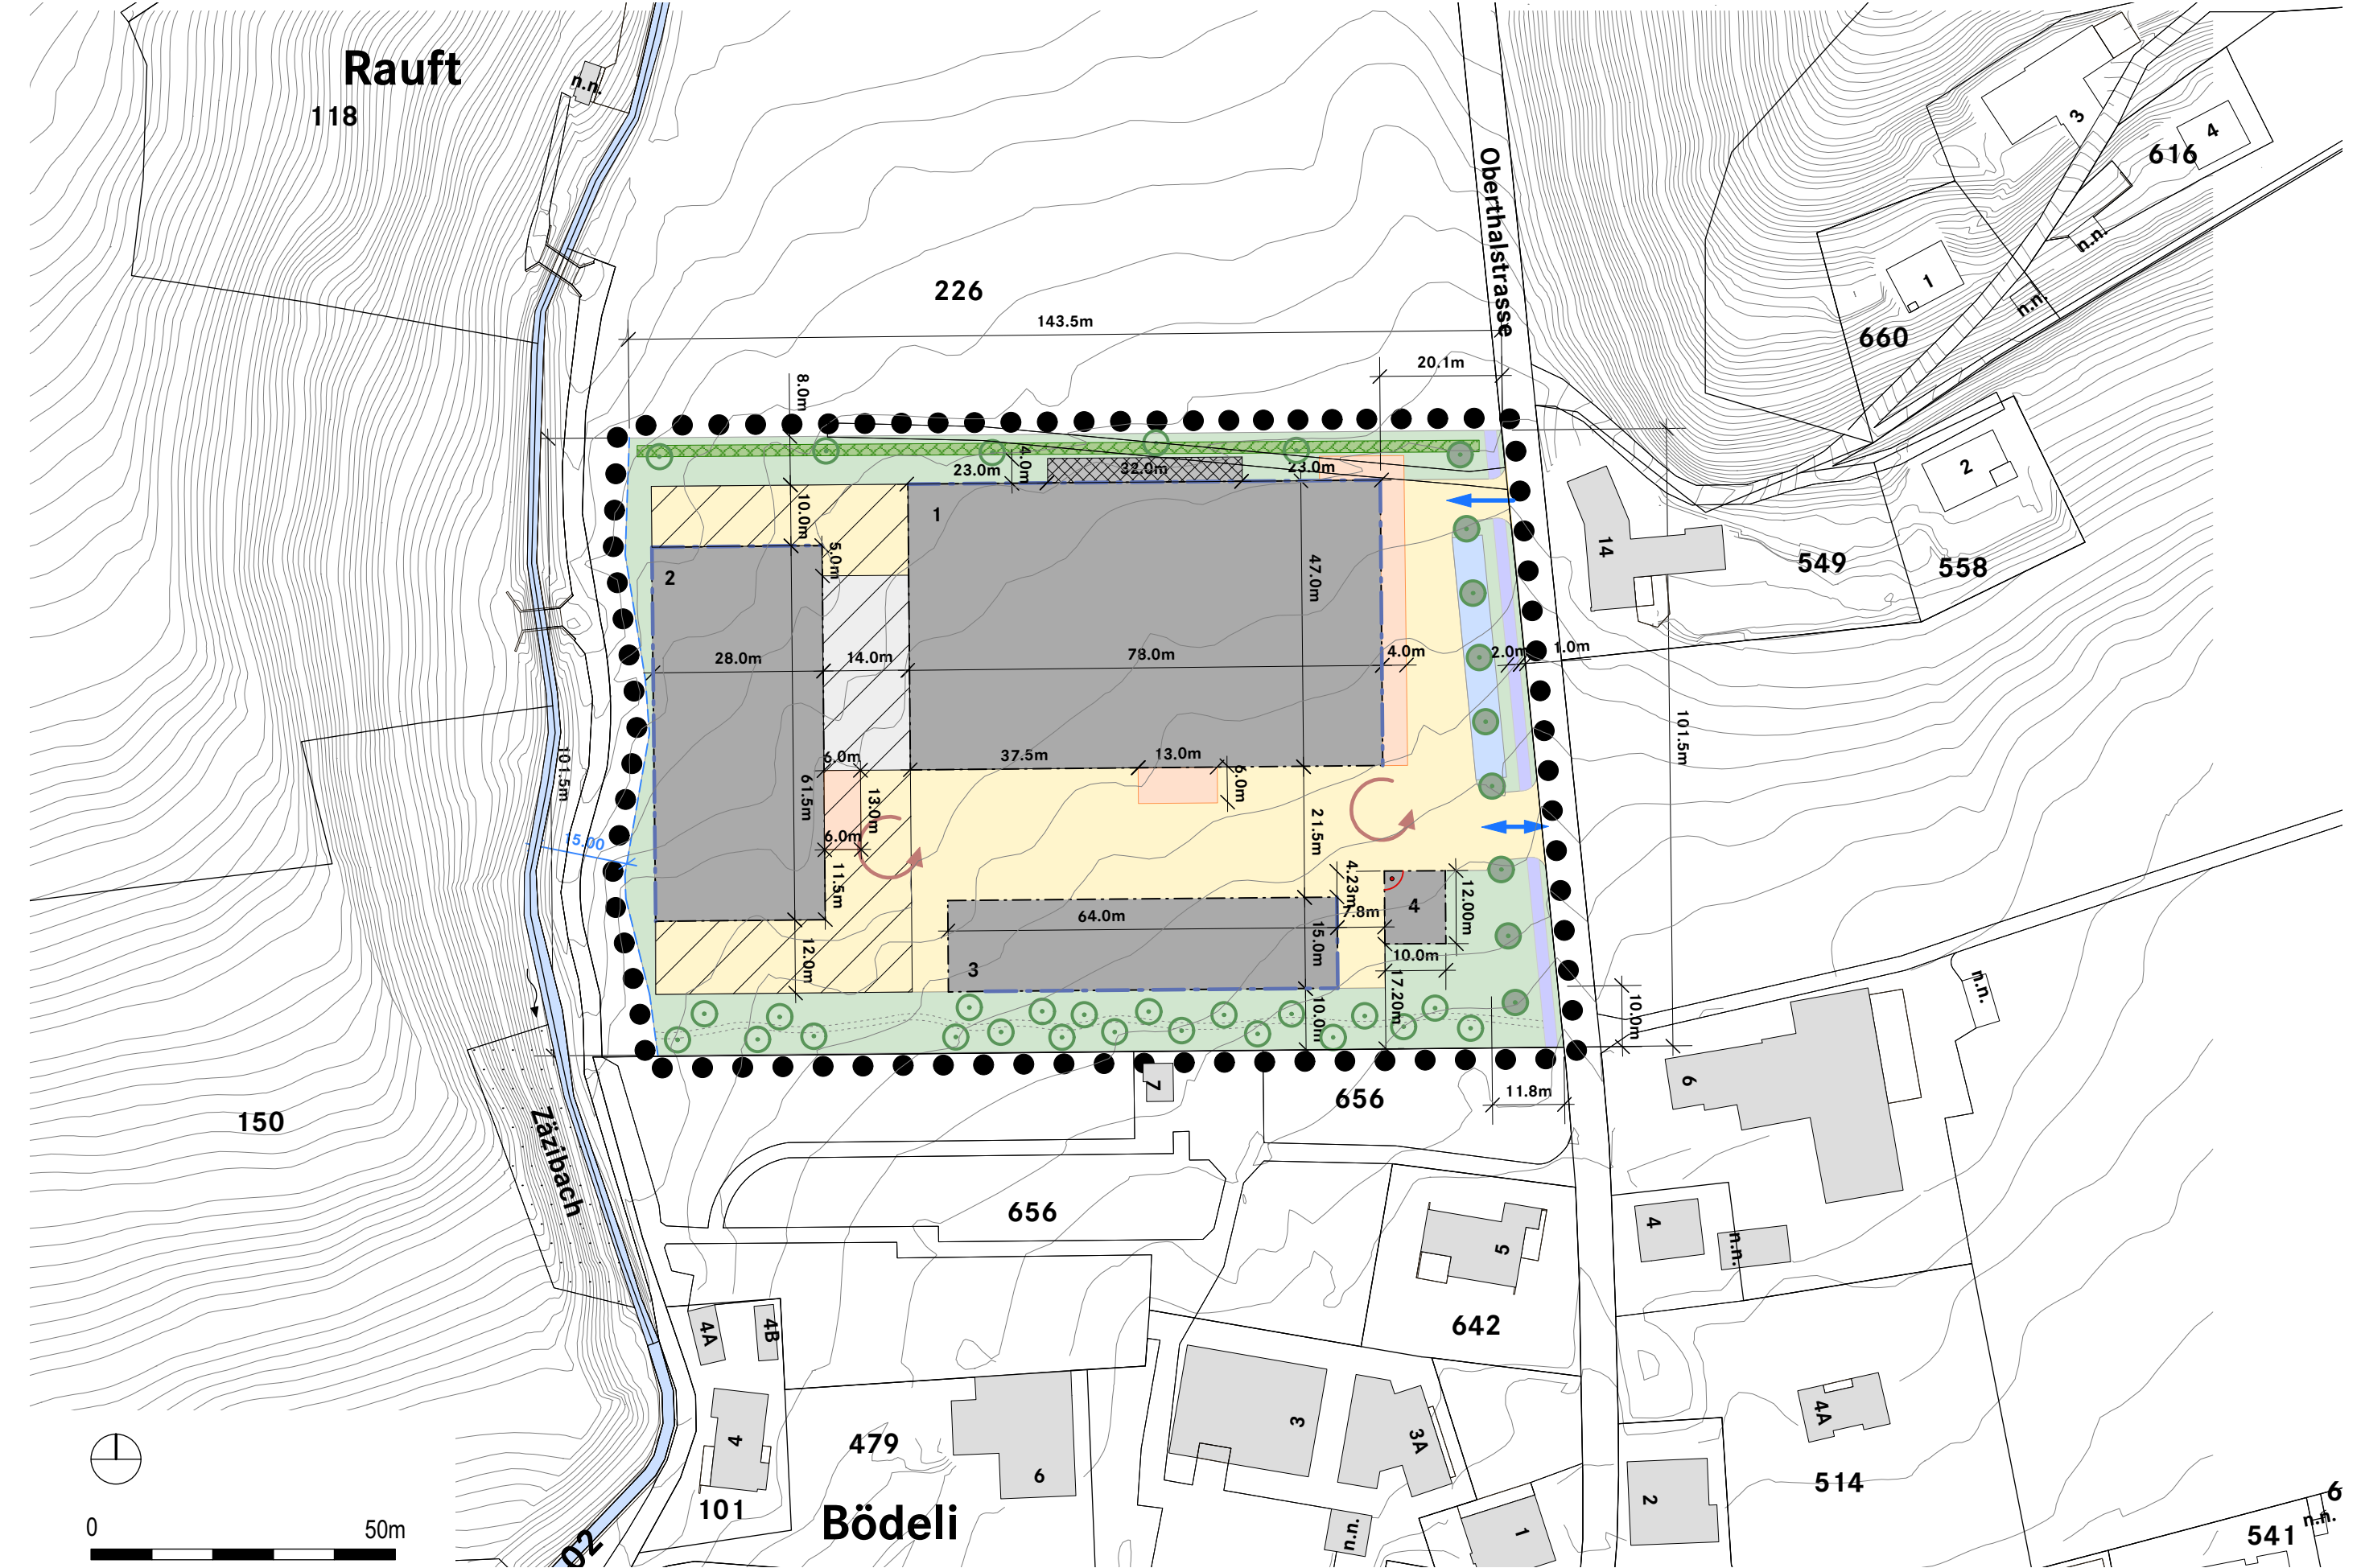 Rauft
118
n.n.
Oberthalstrasse
3
4
616
n.n.
1
n.n.
660
226
143.5m
20.1m
8.0m
2
14
549
558
23.0m
4.0m
32.0m
23.0m
1
10.0m
5.0m
2
47.0m
28.0m
14.0m
78.0m
4.0m
2.0m
1.0m
101.5m
101.5m
6.0m
37.5m
13.0m
6.0m
61.5m
13.0m
6.0m
15.00
11.5m
21.5m
4.23m
7.8m
4
12.00m
64.0m
15.0m
12.0m
3
10.0m
17.20m
10.0m
10.0m
n.n.
7
656
11.8m
6
150
Zäzibach
656
5
4
n.n.
642
4A
4B
4
479
6
3
3A
4A
101
Bödeli
n.n.
1
2
514
6
n.n.
541
0
50m
02